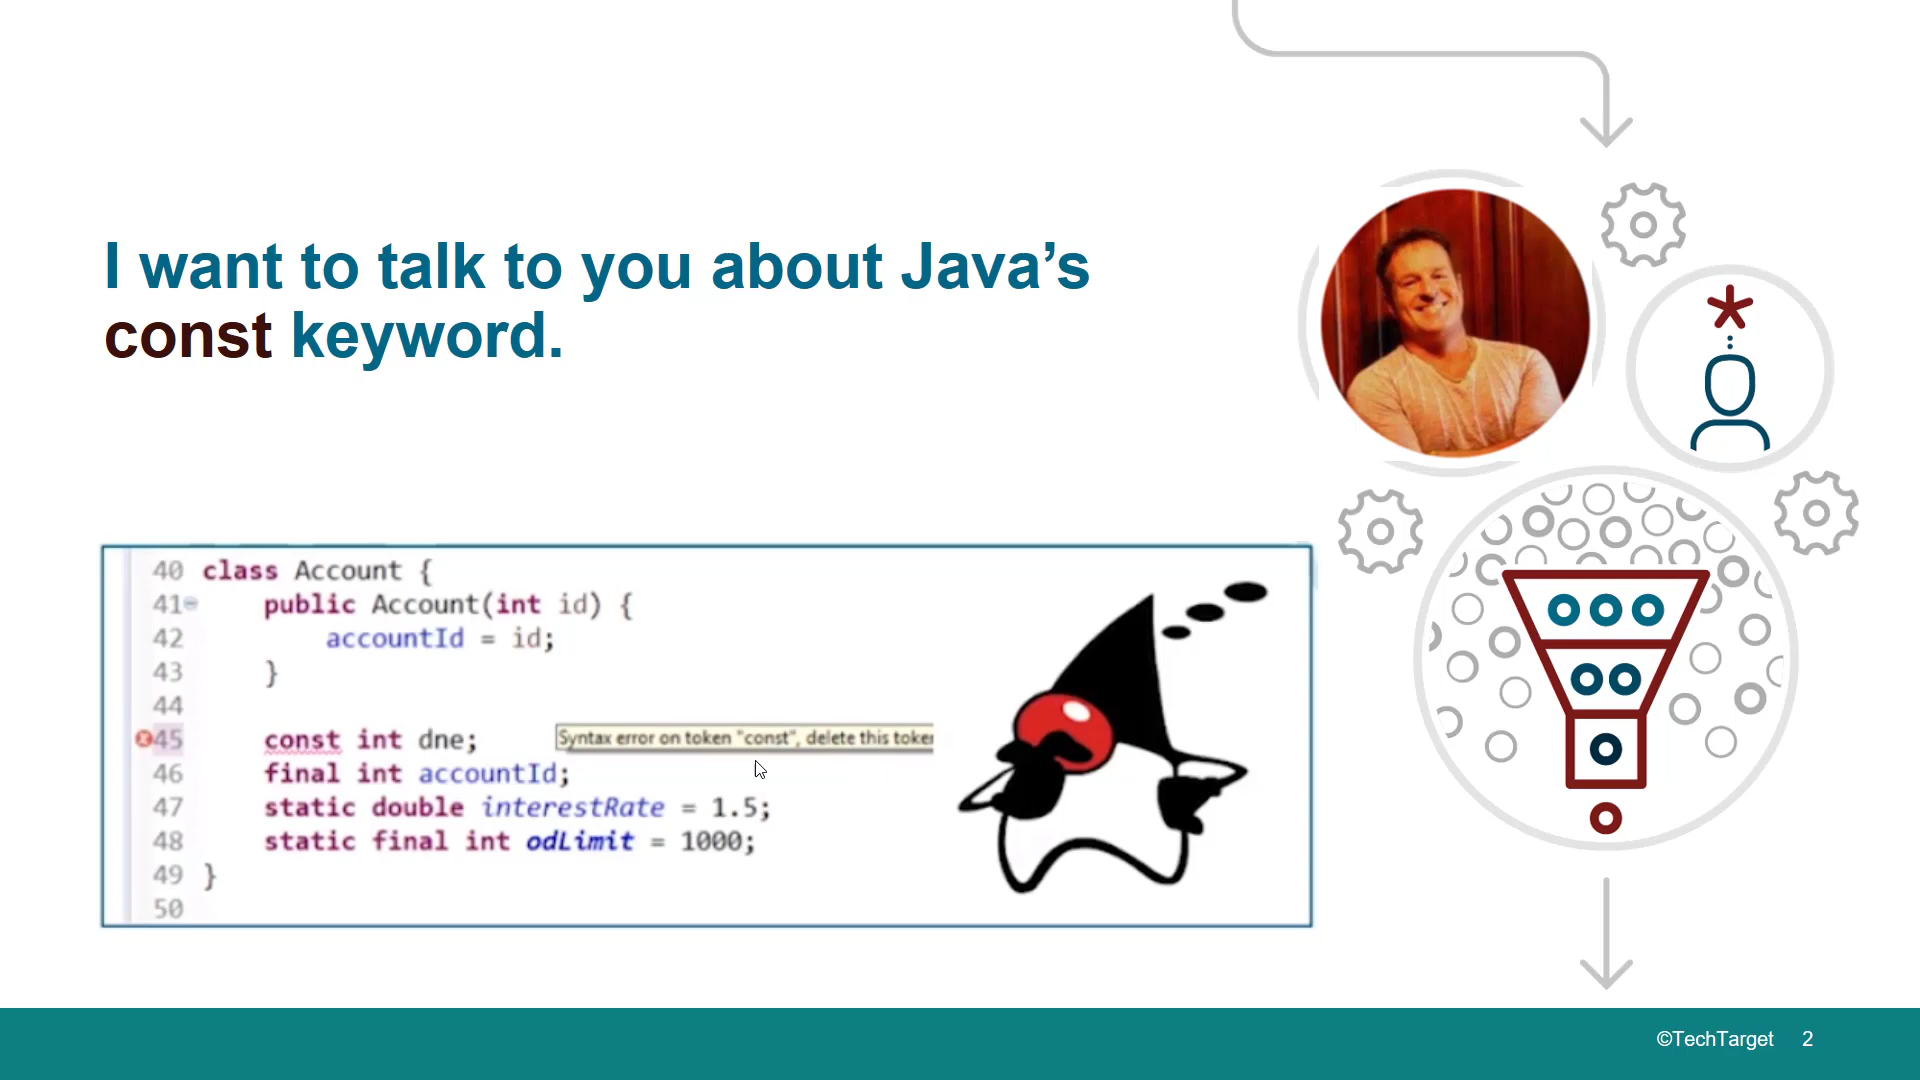 I want to talk to you about Java’s
const keyword.
40 class Account {
41 public Account(int id) {
42 accountId = id;
43 }
44
45 const int dne; Syntax error on token "const", delete this
46 final int accountId;
47 static double interestRate = 1.5;
48 static final int odLimit = 1000;
49 }
50
©TechTarget 2